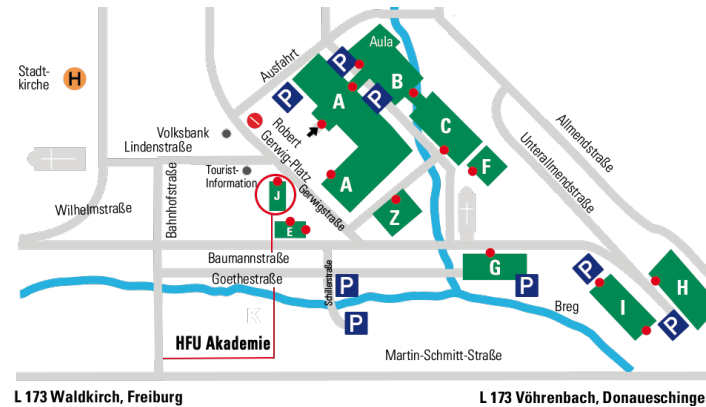 Aula
P
B
Ausfahrt
Stadt-
kirche
H
P
A
P
Robert
Gerwig-Platz
C
Allmendstraße
Volksbank
Lindenstraße
Unterallmendstraße
F
Tourist-
Information
A
J
Gerwigstraße
Bahnhofstraße
Wilhelmstraße
Z
E
Baumannstraße
Goethestraße
Schillerstraße
G
P
P
P
H
I
Breg
P
P
K
HFU Akademie
Martin-Schmitt-Straße
L 173 Waldkirch, Freiburg
L 173 Vöhrenbach, Donaueschinge